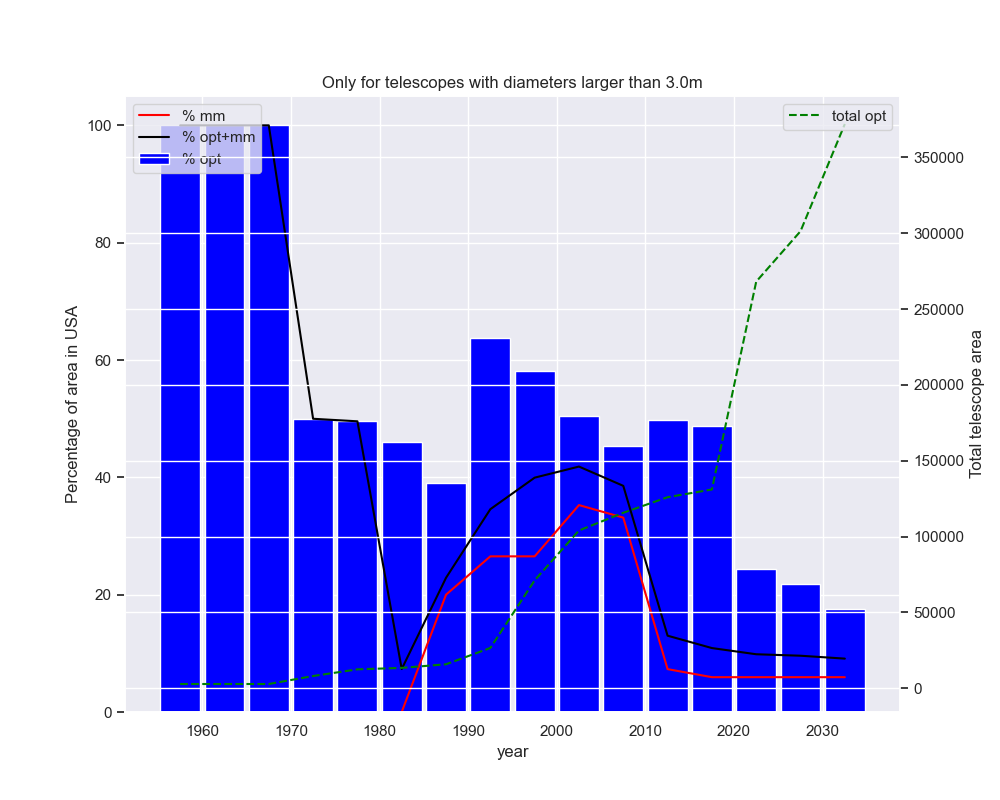 Only for telescopes with diameters larger than 3.0m
% mm
% opt+mm
% opt
total opt
Percentage of area in USA
100
80
60
40
20
0
350000
300000
250000
200000
150000
100000
50000
0
Total telescope area
1960
1970
1980
1990
2000
2010
2020
2030
year